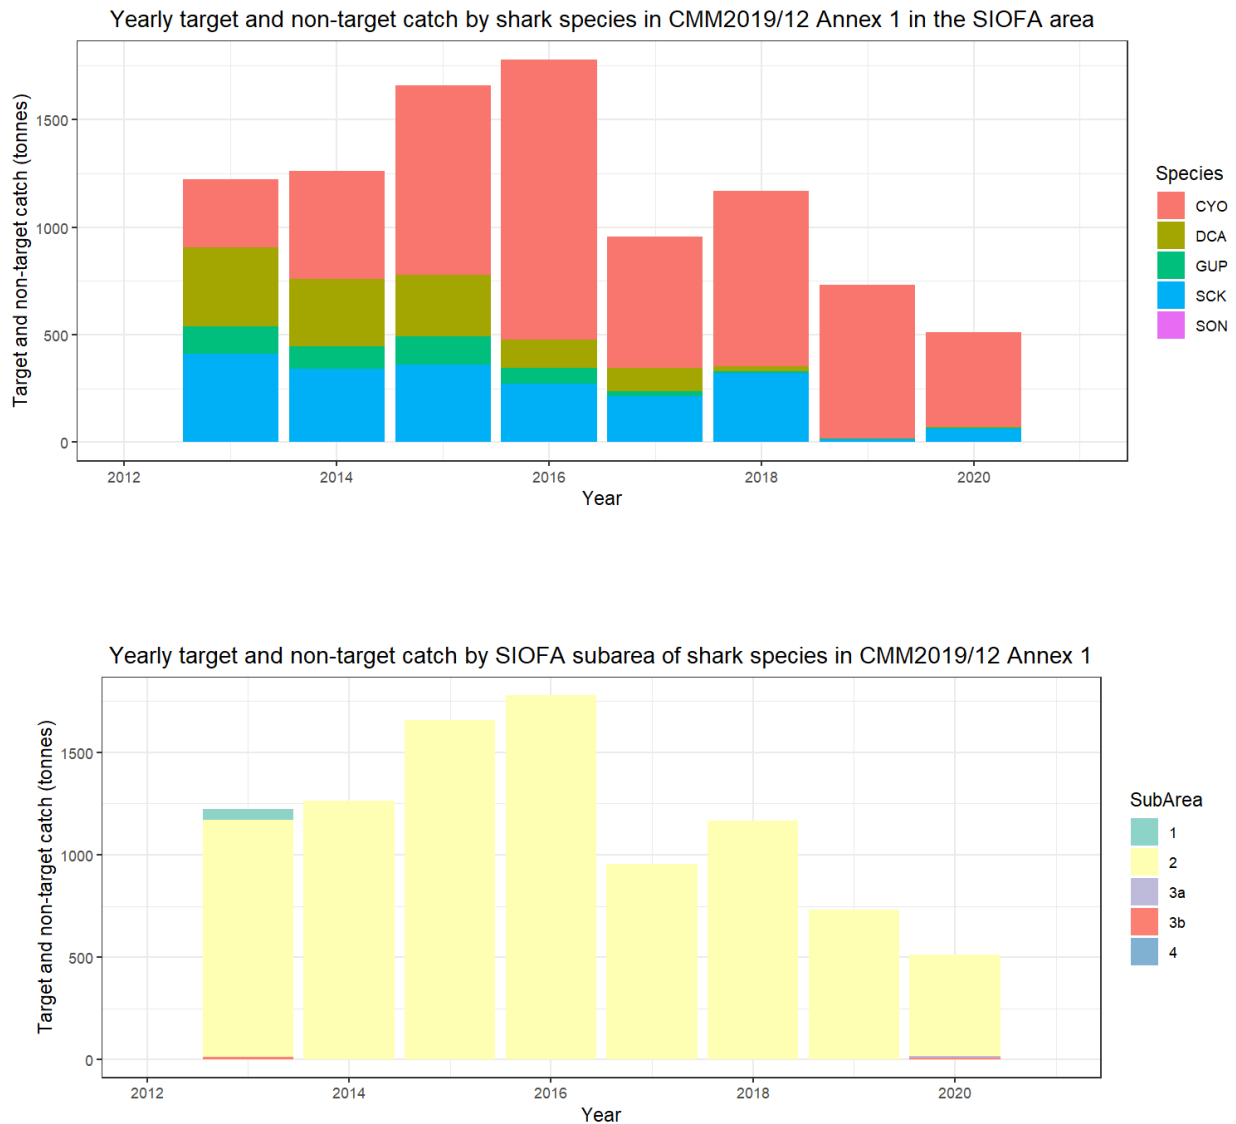 Yearly target and non-target catch by shark species in CMM2019/12 Annex 1 in the SIOFA area
Target and non-target catch (tonnes)
1500
1000
500
0
2012 2014 2016 2018 2020
Year
Species
CYO
DCA
GUP
SCK
SON
Yearly target and non-target catch by SIOFA subarea of shark species in CMM2019/12 Annex 1
Target and non-target catch (tonnes)
1500
1000
500
0
2012 2014 2016 2018 2020
Year
SubArea
1
2
3a
3b
4